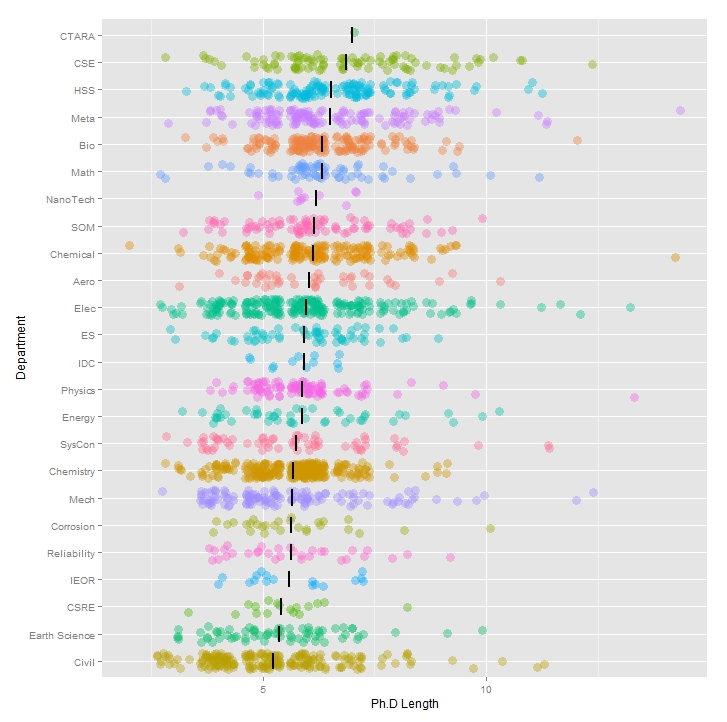 CTARA
CSE
HSS
Meta
Bio
Math
NanoTech
SOM
Chemical
Aero
Elec
ES
IDC
Physics
Energy
SysCon
Chemistry
Mech
Corrosion
Reliability
IEOR
CSRE
Earth Science
Civil
Department
5 10
Ph.D Length